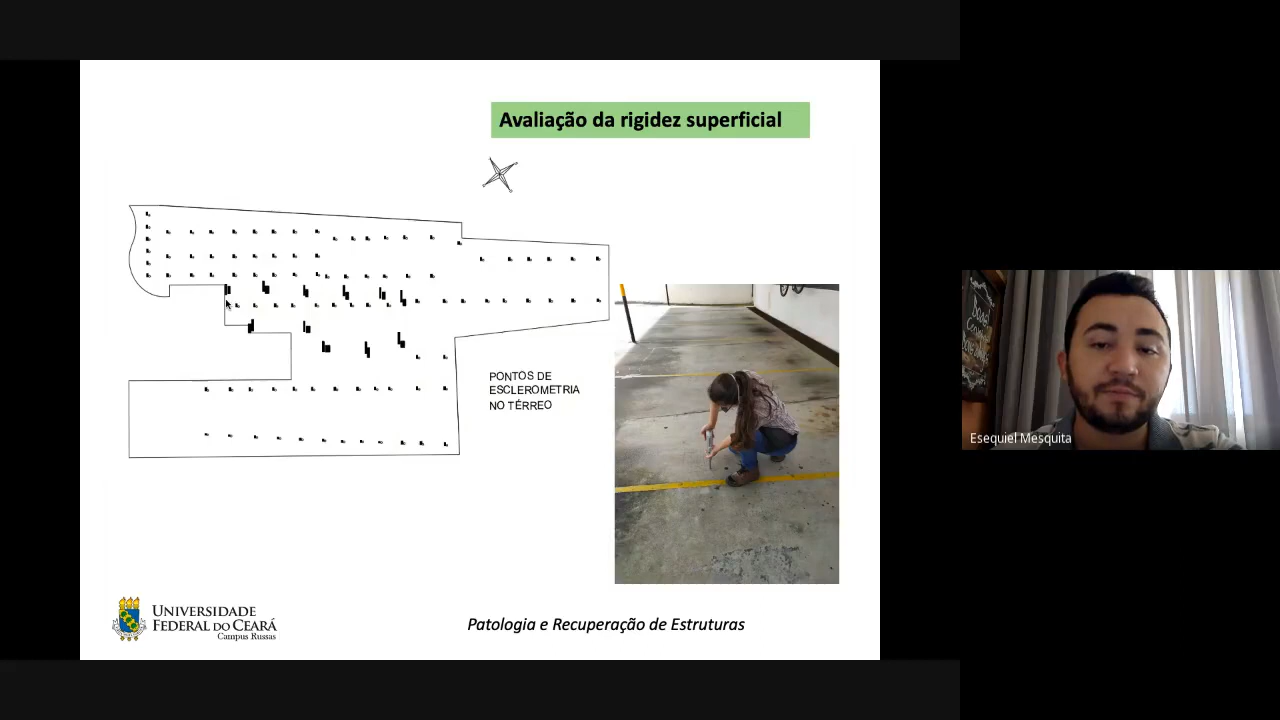 Avaliação da rigidez superficial
PONTOS DE
ESCLEROMETRIA
NO TÉRREO
Esequiel Mesquita
UNIVERSIDADE
FEDERAL DO CEARÁ
Campus Russas
Patologia e Recuperação de Estruturas